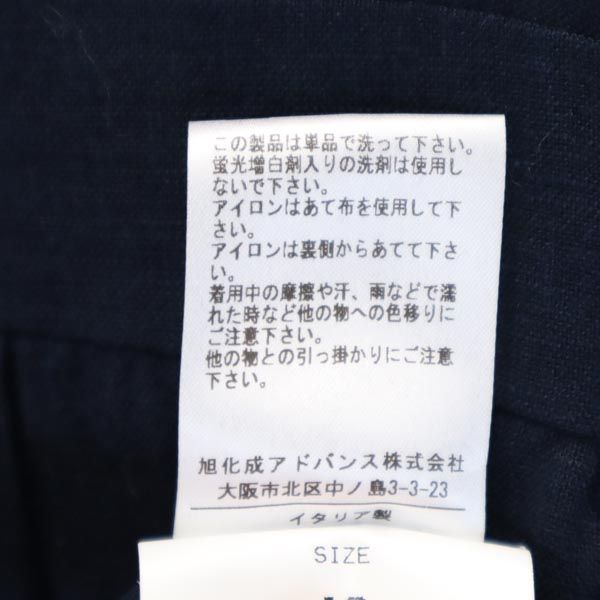 この製品は単品で洗って下さい。
蛍光増白剤入りの洗剤は使用し
ないで下さい。
アイロンはあて布を使用して下
さい。
アイロンは裏側からあてて下さ
い。
着用中の摩擦や汗、雨などで濡
れた時など他の物への色移りに
ご注意下さい。
他の物との引っ掛かりにご注意
下さい。
旭化成アドバンス株式会社
大阪市北区中ノ島3-3-23
イタリア製
SIZE